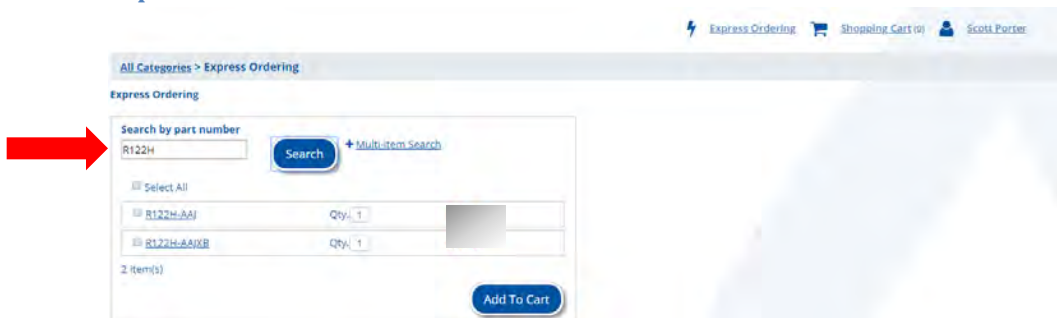 Express Ordering Shopping Cart (0) Scott Porter
All Categories > Express Ordering
Express Ordering
Search by part number
R122H Search + Multi-item Search
Select All
R122H-AAJ Qty. 1
R122H-AAJXB Qty. 1
2 item(s)
Add To Cart